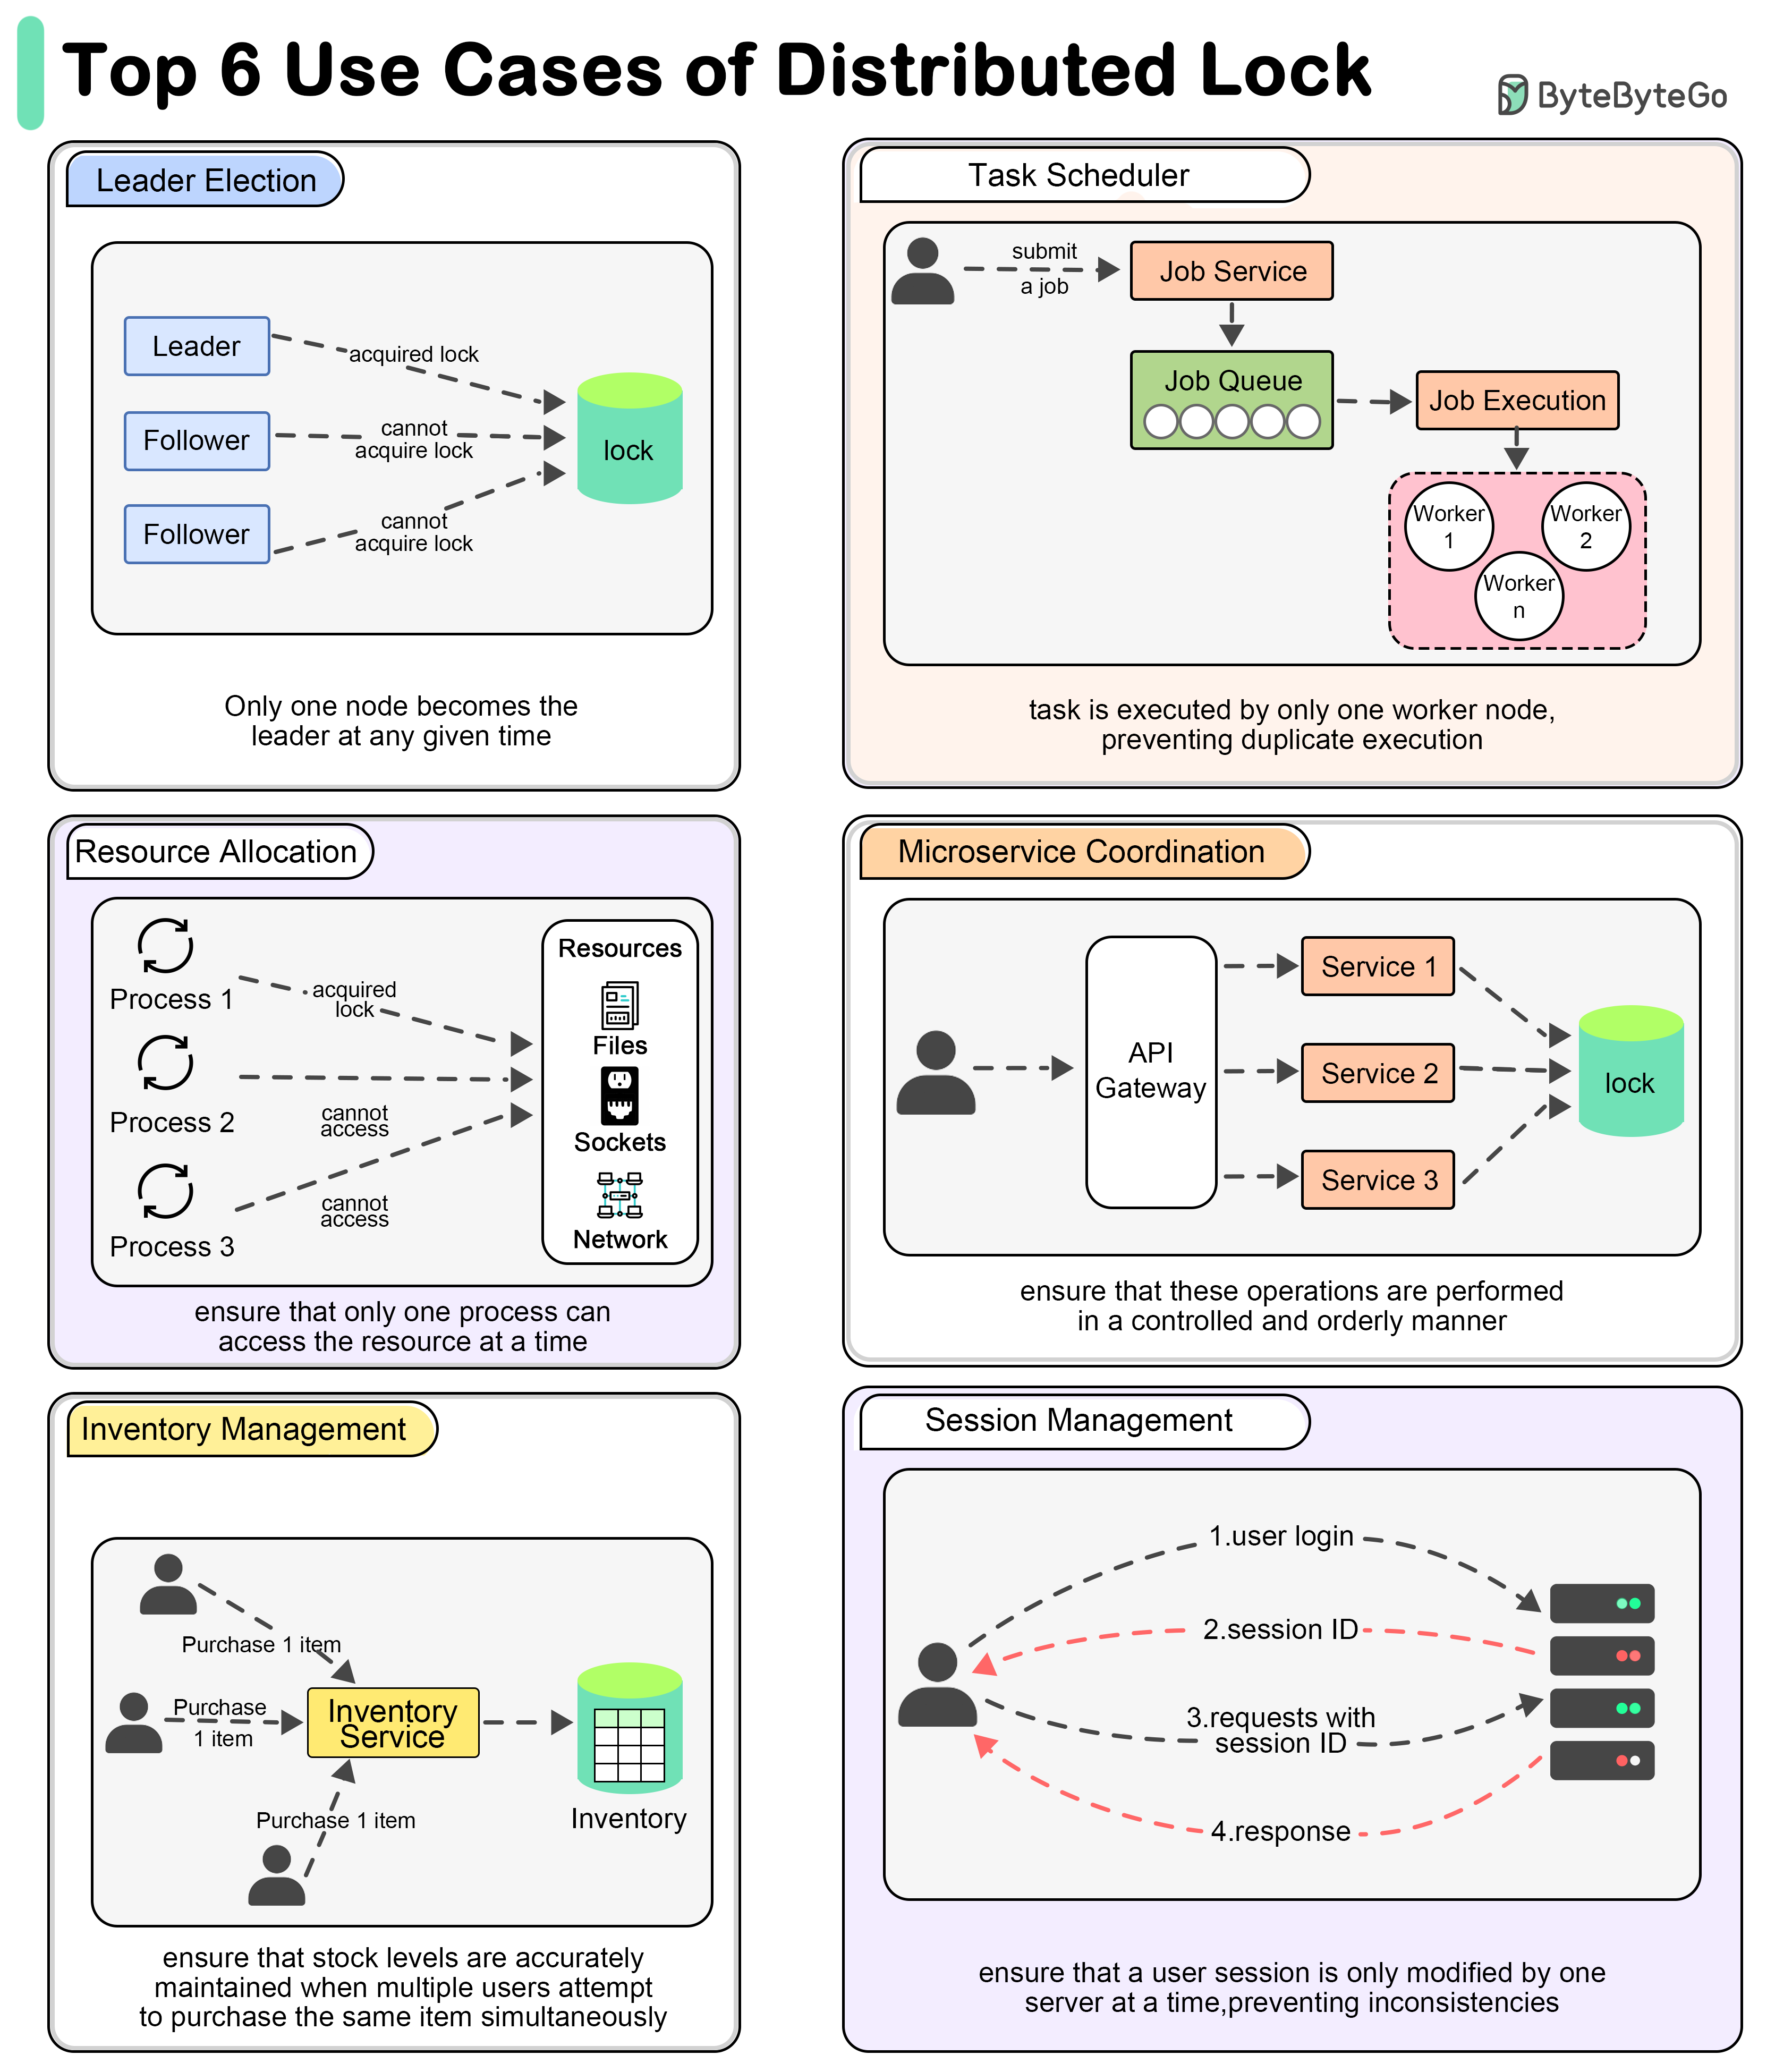 Top 6 Use Cases of Distributed Lock
ByteByteGo
Leader Election
Leader
acquired lock
Follower
cannot
acquire lock
lock
Follower
cannot
acquire lock
Only one node becomes the
leader at any given time
Task Scheduler
submit
a job
Job Service
Job Queue
Job Execution
Worker
1
Worker
2
Worker
n
task is executed by only one worker node,
preventing duplicate execution
Resource Allocation
Process 1
acquired
lock
Process 2
cannot
access
Process 3
cannot
access
Resources
Files
Sockets
Network
ensure that only one process can
access the resource at a time
Microservice Coordination
API
Gateway
Service 1
Service 2
Service 3
lock
ensure that these operations are performed
in a controlled and orderly manner
Inventory Management
Purchase 1 item
Purchase
1 item
Purchase 1 item
Inventory
Service
Inventory
ensure that stock levels are accurately
maintained when multiple users attempt
to purchase the same item simultaneously
Session Management
1.user login
2.session ID
3.requests with
session ID
4.response
ensure that a user session is only modified by one
server at a time,preventing inconsistencies